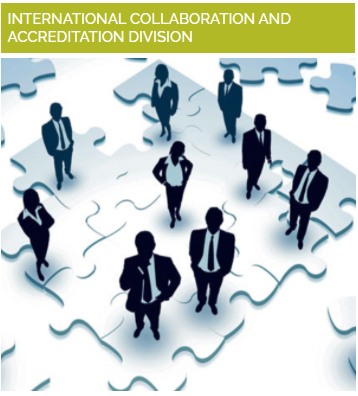 INTERNATIONAL COLLABORATION AND
ACCREDITATION DIVISION